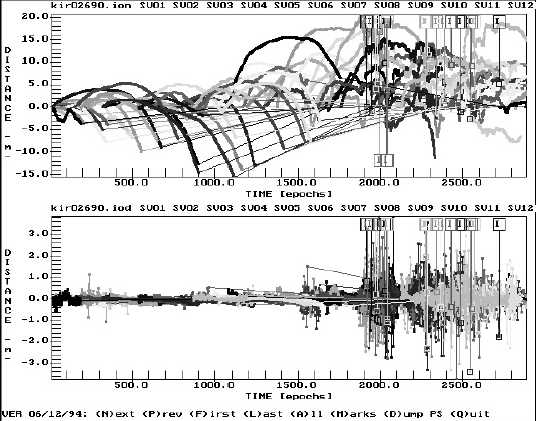 kir02690.ion SV01 SV02 SV03 SV04 SV05 SV06 SV07 SV08 SV09 SV10 SV11 SV12
20.0
15.0
10.0
5.0
0.0
-5.0
-10.0
-15.0
DISTANCE -m-
500.0 1000.0 1500.0 2000.0 2500.0
TIME [epochs]
kir02690.iod SV01 SV02 SV03 SV04 SV05 SV06 SV07 SV08 SV09 SV10 SV11 SV12
3.0
2.0
1.0
0.0
-1.0
-2.0
-3.0
DISTANCE -m-
500.0 1000.0 1500.0 2000.0 2500.0
TIME [epochs]
VER 06/12/94: (N)ext (P)rev (F)irst (L)ast (A)ll (M)arks (D)ump PS (Q)uit